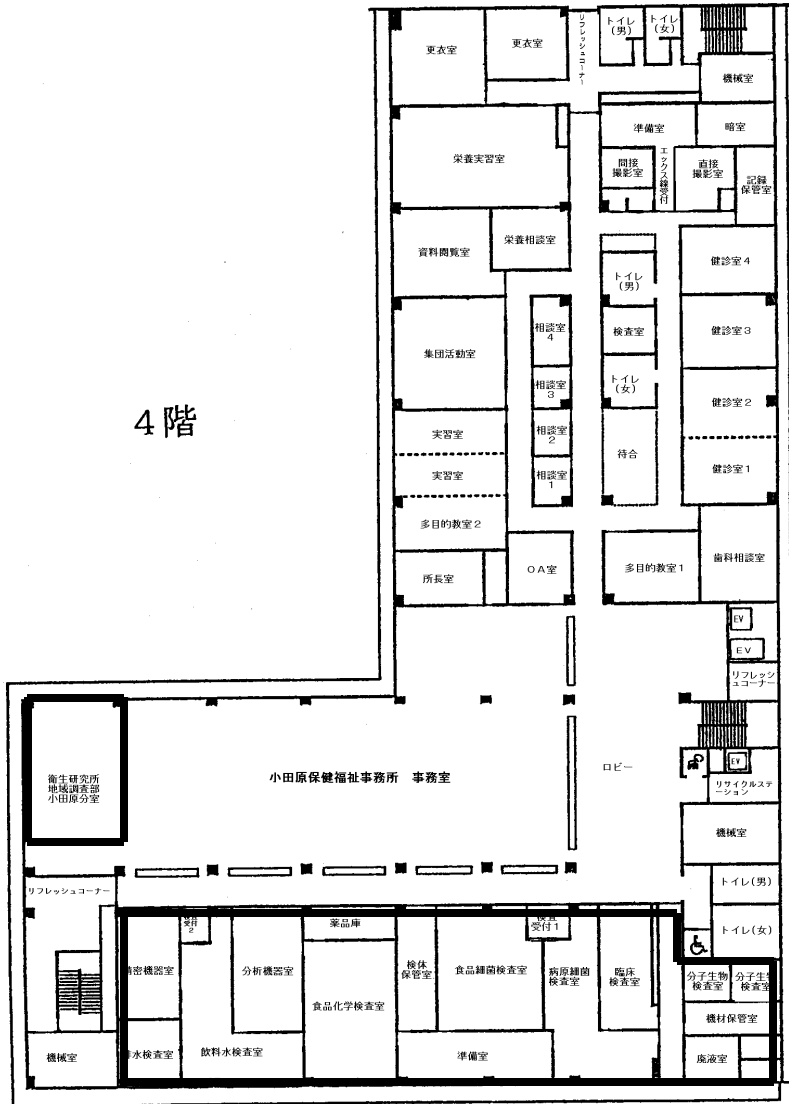 更衣室
更衣室
リフレッシュコーナー
トイレ
(男)
トイレ
(女)
機械室
準備室
暗室
栄養実習室
間接
撮影室
エックス線受付
直接
撮影室
記録
保管室
資料閲覧室
栄養相談室
トイレ
(男)
健診室4
集団活動室
相談室
4
検査室
健診室3
相談室
3
トイレ
(女)
健診室2
実習室
相談室
2
待合
実習室
相談室
1
健診室1
多目的教室2
所長室
OA室
多目的教室1
歯科相談室
4階
EV
EV
リフレッシュコーナー
衛生研究所
地域調査部
小田原分室
小田原保健福祉事務所 事務室
ロビー
EV
リサイクルステーション
機械室
リフレッシュコーナー
トイレ(男)
トイレ(女)
受付
2
薬品庫
検査
受付1
精密機器室
分析機器室
食品化学検査室
検体
保管室
食品細菌検査室
病原細菌
検査室
臨床
検査室
分子生物
検査室
分子生物
検査室
機材保管室
機械室
水検査室
飲料水検査室
準備室
廃液室